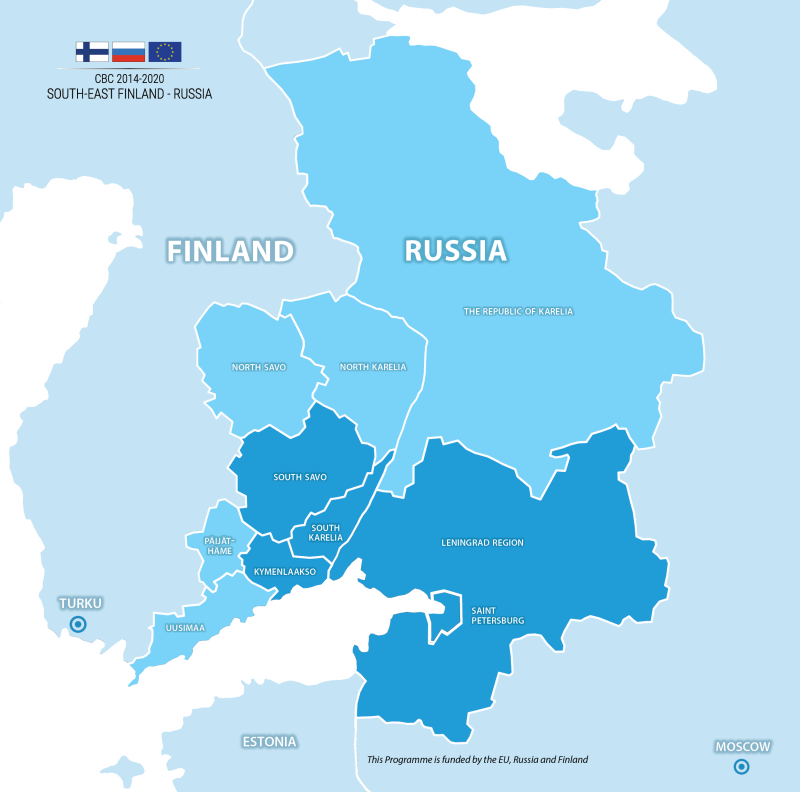 CBC 2014-2020
SOUTH-EAST FINLAND - RUSSIA
FINLAND
RUSSIA
THE REPUBLIC OF KARELIA
NORTH SAVO
NORTH KARELIA
SOUTH SAVO
SOUTH
KARELIA
LENINGRAD REGION
PÄIJÄT-
HÄME
KYMENLAAKSO
TURKU
SAINT
PETERSBURG
UUSIMAA
ESTONIA
MOSCOW
This Programme is funded by the EU, Russia and Finland